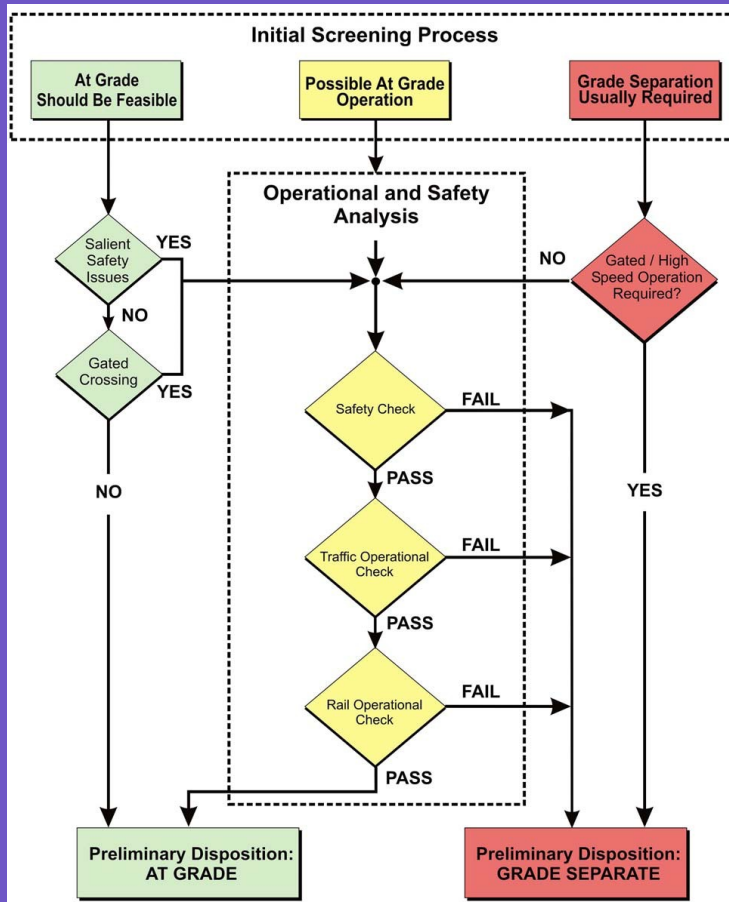 Initial Screening Process
At Grade
Should Be Feasible
Possible At Grade
Operation
Grade Separation
Usually Required
Operational and Safety
Analysis
Salient
Safety
Issues
YES
NO
Gated / High
Speed Operation
Required?
NO
Gated
Crossing
YES
Safety Check
FAIL
PASS
NO
YES
Traffic Operational
Check
FAIL
PASS
Rail Operational
Check
FAIL
PASS
Preliminary Disposition:
AT GRADE
Preliminary Disposition:
GRADE SEPARATE